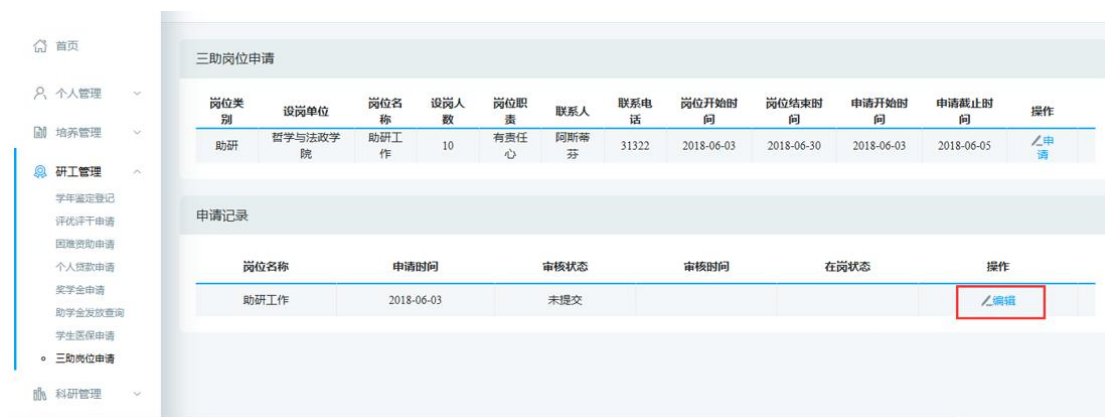 首页
个人管理
培养管理
研工管理
学年鉴定登记
评优评干申请
困难资助申请
个人贷款申请
奖学金申请
助学金发放查询
学生医保申请
三助岗位申请
科研管理
三助岗位申请
岗位类别 设岗单位 岗位名称 设岗人数 岗位职责 联系人 联系电话 岗位开始时间 岗位结束时间 申请开始时间 申请截止时间 操作
助研 哲学与法政学院 助研工作 10 有责任心 阿斯蒂芬 31322 2018-06-03 2018-06-30 2018-06-03 2018-06-05 申请
申请记录
岗位名称 申请时间 审核状态 审核时间 在岗状态 操作
助研工作 2018-06-03 未提交 编辑